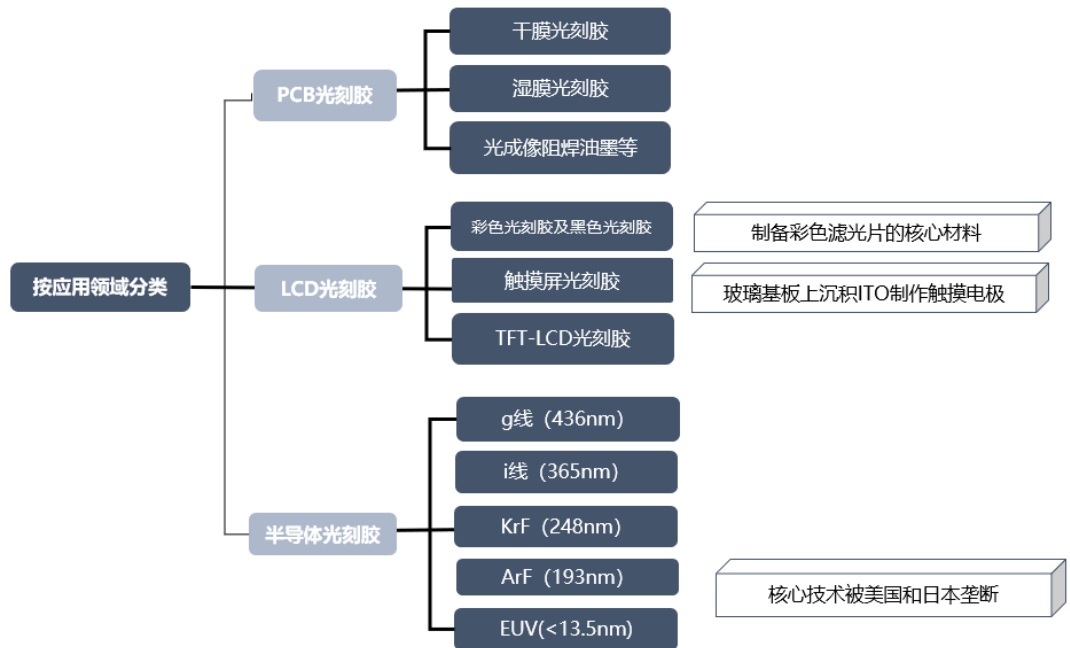 按应用领域分类
PCB光刻胶
干膜光刻胶
湿膜光刻胶
光成像阻焊油墨等
LCD光刻胶
彩色光刻胶及黑色光刻胶
制备彩色滤光片的核心材料
触摸屏光刻胶
玻璃基板上沉积ITO制作触摸电极
TFT-LCD光刻胶
半导体光刻胶
g线（436nm）
i线（365nm）
KrF（248nm）
ArF（193nm）
EUV(<13.5nm)
核心技术被美国和日本垄断